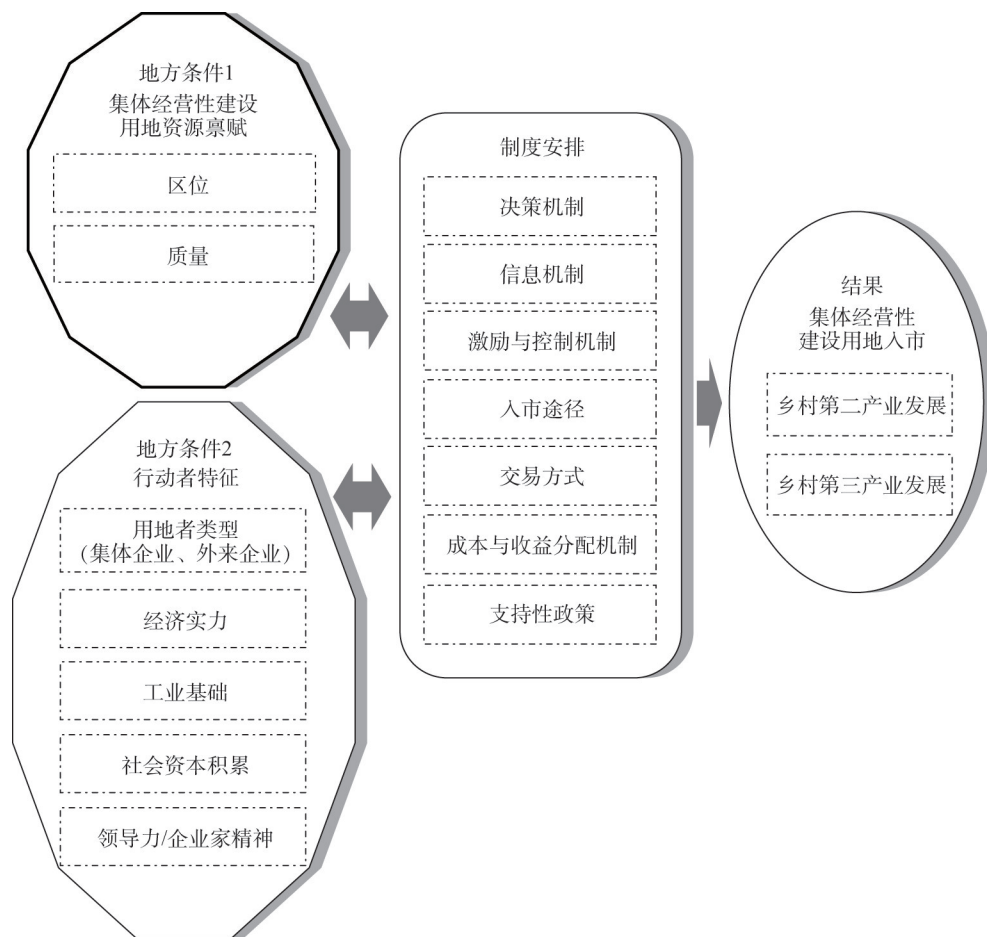 地方条件1
集体经营性建设
用地资源禀赋
区位
质量
地方条件2
行动者特征
用地者类型
（集体企业、外来企业）
经济实力
工业基础
社会资本积累
领导力/企业家精神
制度安排
决策机制
信息机制
激励与控制机制
入市途径
交易方式
成本与收益分配机制
支持性政策
结果
集体经营性
建设用地入市
乡村第二产业发展
乡村第三产业发展